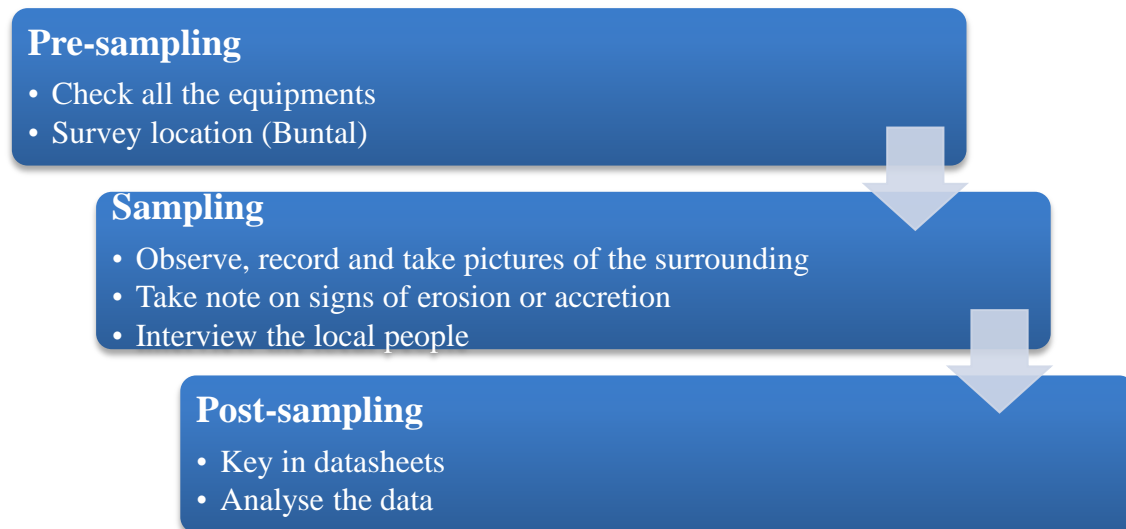 Pre-sampling
• Check all the equipments
• Survey location (Buntal)
Sampling
• Observe, record and take pictures of the surrounding
• Take note on signs of erosion or accretion
• Interview the local people
Post-sampling
• Key in datasheets
• Analyse the data